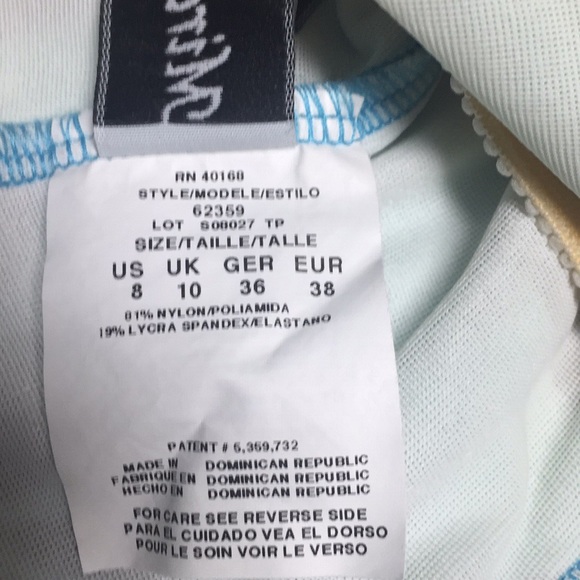 RN 40168
STYLE/MODELE/ESTILO
62359
LOT S08027 TP
SIZE/TAILLE/TALLE
US UK GER EUR
8 10 36 38
81% NYLON/POLIAMIDA
19% LYCRA SPANDEX/ELASTANO
PATENT # 5,359,732
MADE IN DOMINICAN REPUBLIC
FABRIQUE EN DOMINICAN REPUBLIC
HECHO EN DOMINICAN REPUBLIC
FOR CARE SEE REVERSE SIDE
PARA EL CUIDADO VEA EL DORSO
POUR LE SOIN VOIR LE VERSO